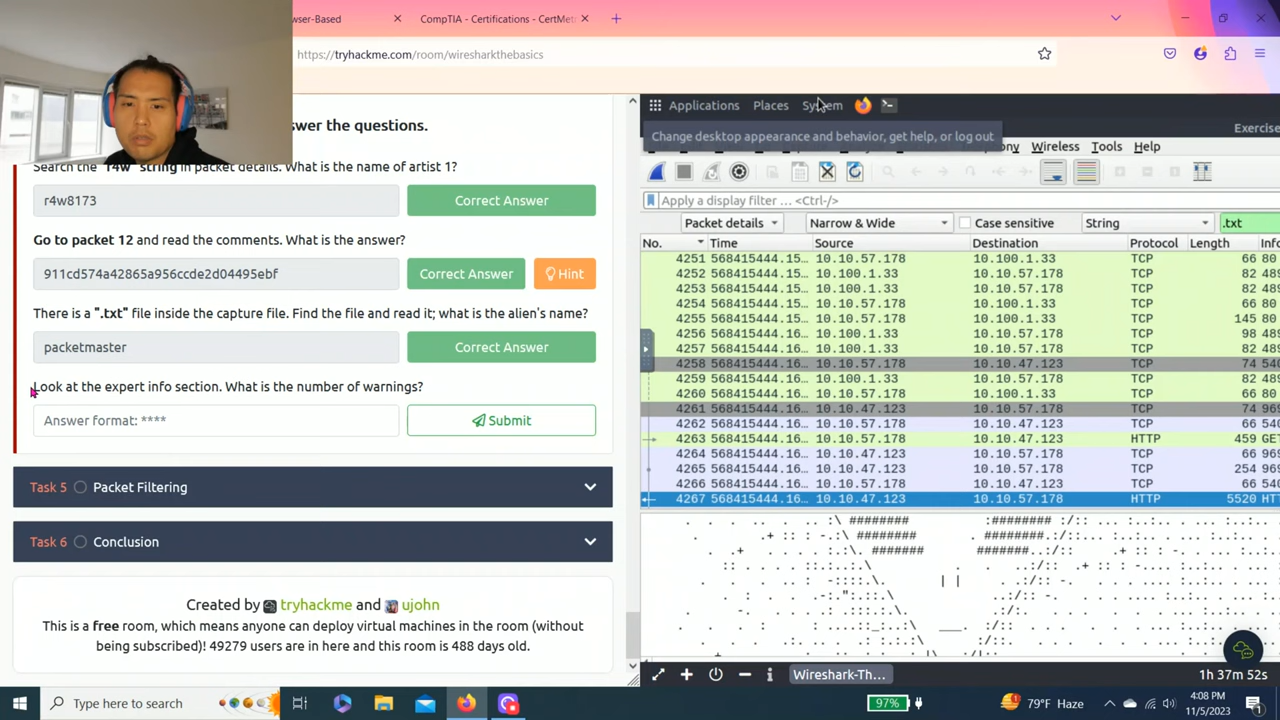 wser-Based
CompTIA - Certifications - CertMet
https://tryhackme.com/room/wiresharkthebasics
swer the questions.
Search the "r4w" string in packet details. What is the name of artist 1?
r4w8173
Correct Answer
Go to packet 12 and read the comments. What is the answer?
911cd574a42865a956ccde2d04495ebf
Correct Answer
Hint
There is a ".txt" file inside the capture file. Find the file and read it; what is the alien's name?
packetmaster
Correct Answer
Look at the expert info section. What is the number of warnings?
Answer format: ****
Submit
Task 5 Packet Filtering
Task 6 Conclusion
Created by tryhackme and ujohn
This is a free room, which means anyone can deploy virtual machines in the room (without
being subscribed)! 49279 users are in here and this room is 488 days old.
Applications Places System
Exercise
Change desktop appearance and behavior, get help, or log out
ony Wireless Tools Help
Apply a display filter ... <Ctrl-/>
Packet details Narrow & Wide Case sensitive String .txt
No. Time Source Destination Protocol Length Info
4251 568415444.15… 10.10.57.178 10.100.1.33 TCP 66 80
4252 568415444.15… 10.100.1.33 10.10.57.178 TCP 82 489
4253 568415444.15… 10.100.1.33 10.10.57.178 TCP 82 489
4254 568415444.16… 10.10.57.178 10.100.1.33 TCP 66 80
4255 568415444.16… 10.10.57.178 10.100.1.33 TCP 145 80
4256 568415444.16… 10.100.1.33 10.10.57.178 TCP 98 489
4257 568415444.16… 10.100.1.33 10.10.57.178 TCP 82 489
4258 568415444.16… 10.10.57.178 10.10.47.123 TCP 74 540
4259 568415444.16… 10.100.1.33 10.10.57.178 TCP 82 489
4260 568415444.16… 10.10.57.178 10.100.1.33 TCP 66 80
4261 568415444.16… 10.10.47.123 10.10.57.178 TCP 74 969
4262 568415444.16… 10.10.57.178 10.10.47.123 TCP 66 540
4263 568415444.16… 10.10.57.178 10.10.47.123 HTTP 459 GET
4264 568415444.16… 10.10.47.123 10.10.57.178 TCP 66 969
4265 568415444.16… 10.10.47.123 10.10.57.178 TCP 254 969
4266 568415444.16… 10.10.57.178 10.10.47.123 TCP 66 540
4267 568415444.16… 10.10.47.123 10.10.57.178 HTTP 5520 HTT
Wireshark-Th...
1h 37m 52s
Type here to search
97%
79°F Haze
4:08 PM
11/5/2023